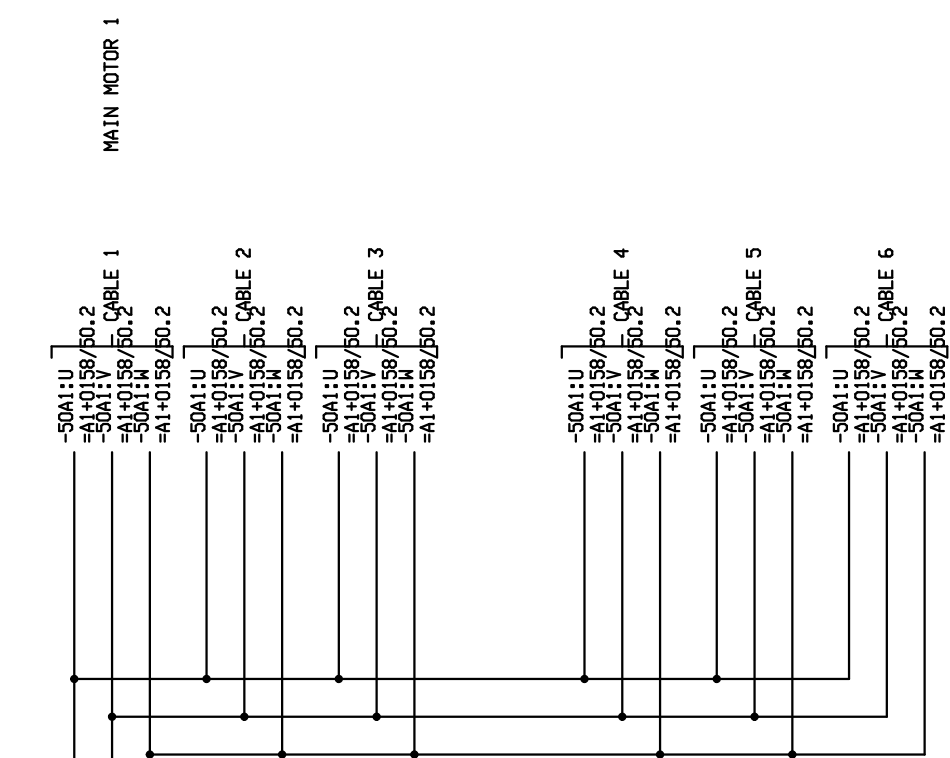 MAIN MOTOR 1
CABLE 1
-50A1:U
=A1+0158/50.2
-50A1:V
=A1+0158/50.2
-50A1:W
=A1+0158/50.2
CABLE 2
-50A1:U
=A1+0158/50.2
-50A1:V
=A1+0158/50.2
-50A1:W
=A1+0158/50.2
CABLE 3
-50A1:U
=A1+0158/50.2
-50A1:V
=A1+0158/50.2
-50A1:W
=A1+0158/50.2
CABLE 4
-50A1:U
=A1+0158/50.2
-50A1:V
=A1+0158/50.2
-50A1:W
=A1+0158/50.2
CABLE 5
-50A1:U
=A1+0158/50.2
-50A1:V
=A1+0158/50.2
-50A1:W
=A1+0158/50.2
CABLE 6
-50A1:U
=A1+0158/50.2
-50A1:V
=A1+0158/50.2
-50A1:W
=A1+0158/50.2